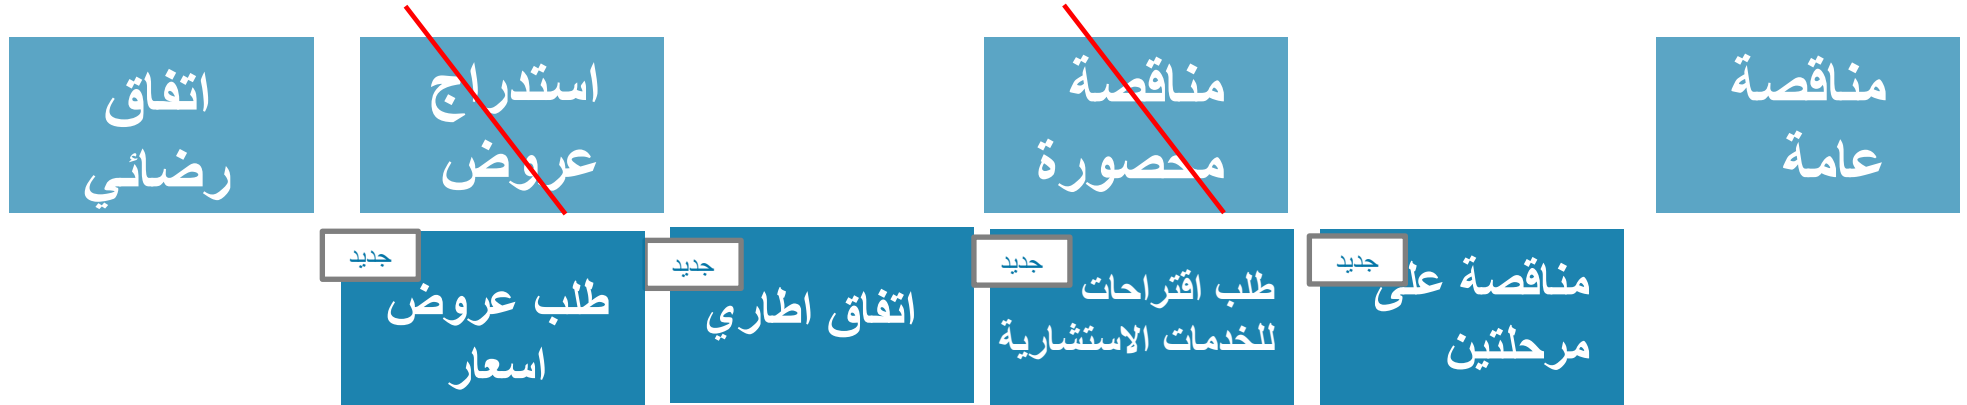 مناقصة
عامة
مناقصة
محصورة
استدراج
عروض
اتفاق
رضائي
جديد
مناقصة على
مرحلتين
جديد
طلب اقتراحات
للخدمات الاستشارية
جديد
اتفاق اطاري
جديد
طلب عروض
اسعار